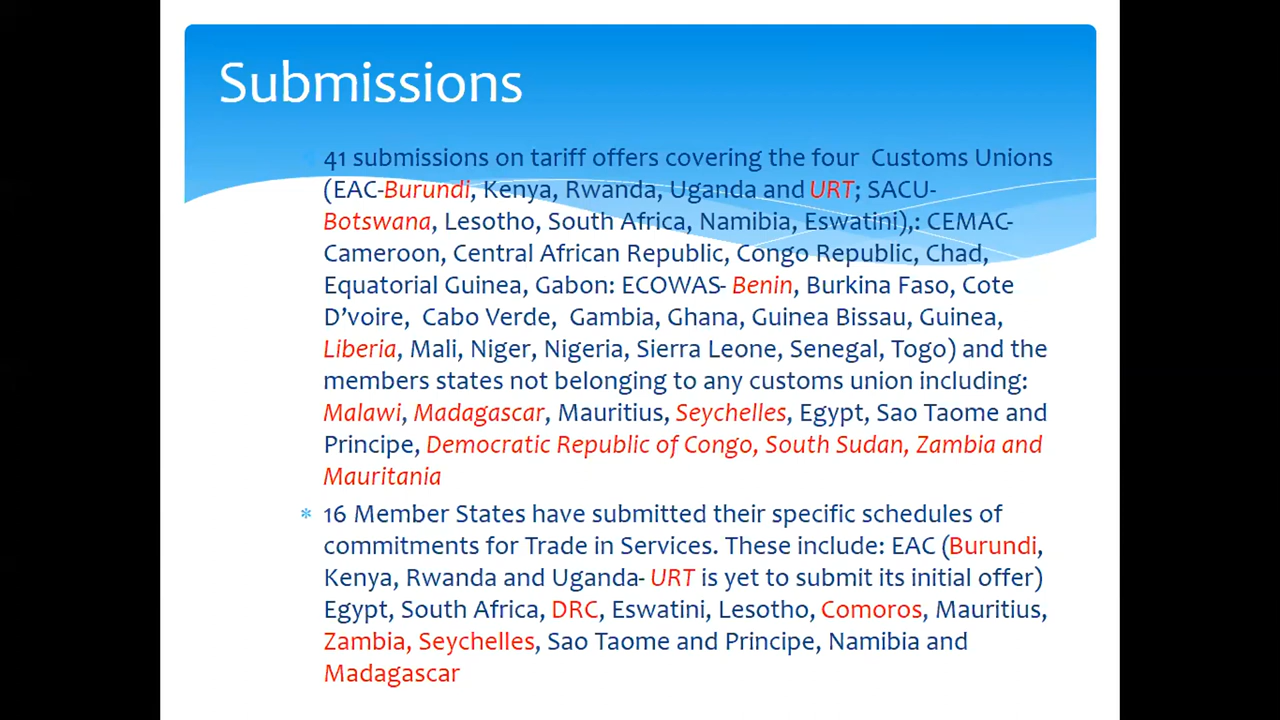 Submissions
41 submissions on tariff offers covering the four Customs Unions
(EAC-Burundi, Kenya, Rwanda, Uganda and URT; SACU-
Botswana, Lesotho, South Africa, Namibia, Eswatini),: CEMAC-
Cameroon, Central African Republic, Congo Republic, Chad,
Equatorial Guinea, Gabon: ECOWAS- Benin, Burkina Faso, Cote
D’voire, Cabo Verde, Gambia, Ghana, Guinea Bissau, Guinea,
Liberia, Mali, Niger, Nigeria, Sierra Leone, Senegal, Togo) and the
members states not belonging to any customs union including:
Malawi, Madagascar, Mauritius, Seychelles, Egypt, Sao Taome and
Principe, Democratic Republic of Congo, South Sudan, Zambia and
Mauritania
* 16 Member States have submitted their specific schedules of
commitments for Trade in Services. These include: EAC (Burundi,
Kenya, Rwanda and Uganda- URT is yet to submit its initial offer)
Egypt, South Africa, DRC, Eswatini, Lesotho, Comoros, Mauritius,
Zambia, Seychelles, Sao Taome and Principe, Namibia and
Madagascar